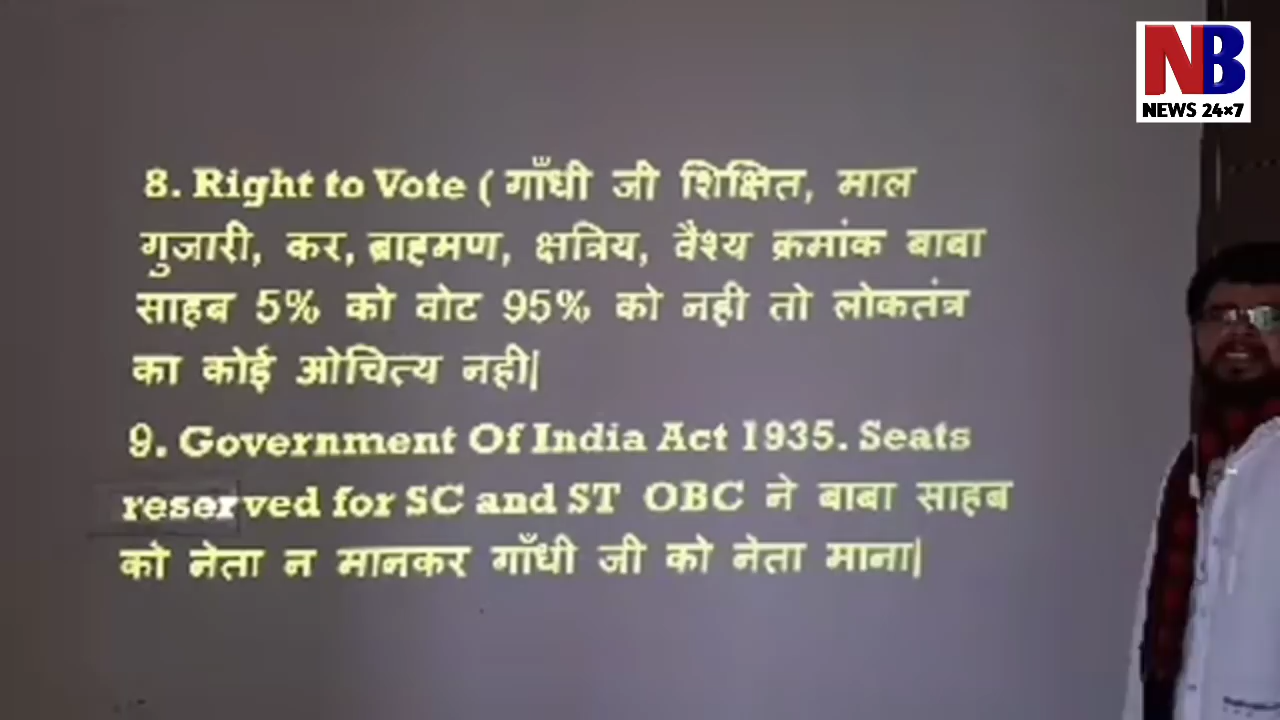 NB
NEWS 24×7
8. Right to Vote ( गाँधी जी शिक्षित, माल
गुजारी, कर, ब्राहमण, क्षत्रिय, वैश्य क्रमांक बाबा
साहब 5% को वोट 95% को नही तो लोकतंत्र
का कोई ओचित्य नही|
9. Government Of India Act 1935. Seats
reserved for SC and ST OBC ने बाबा साहब
को नेता न मानकर गाँधी जी को नेता माना|